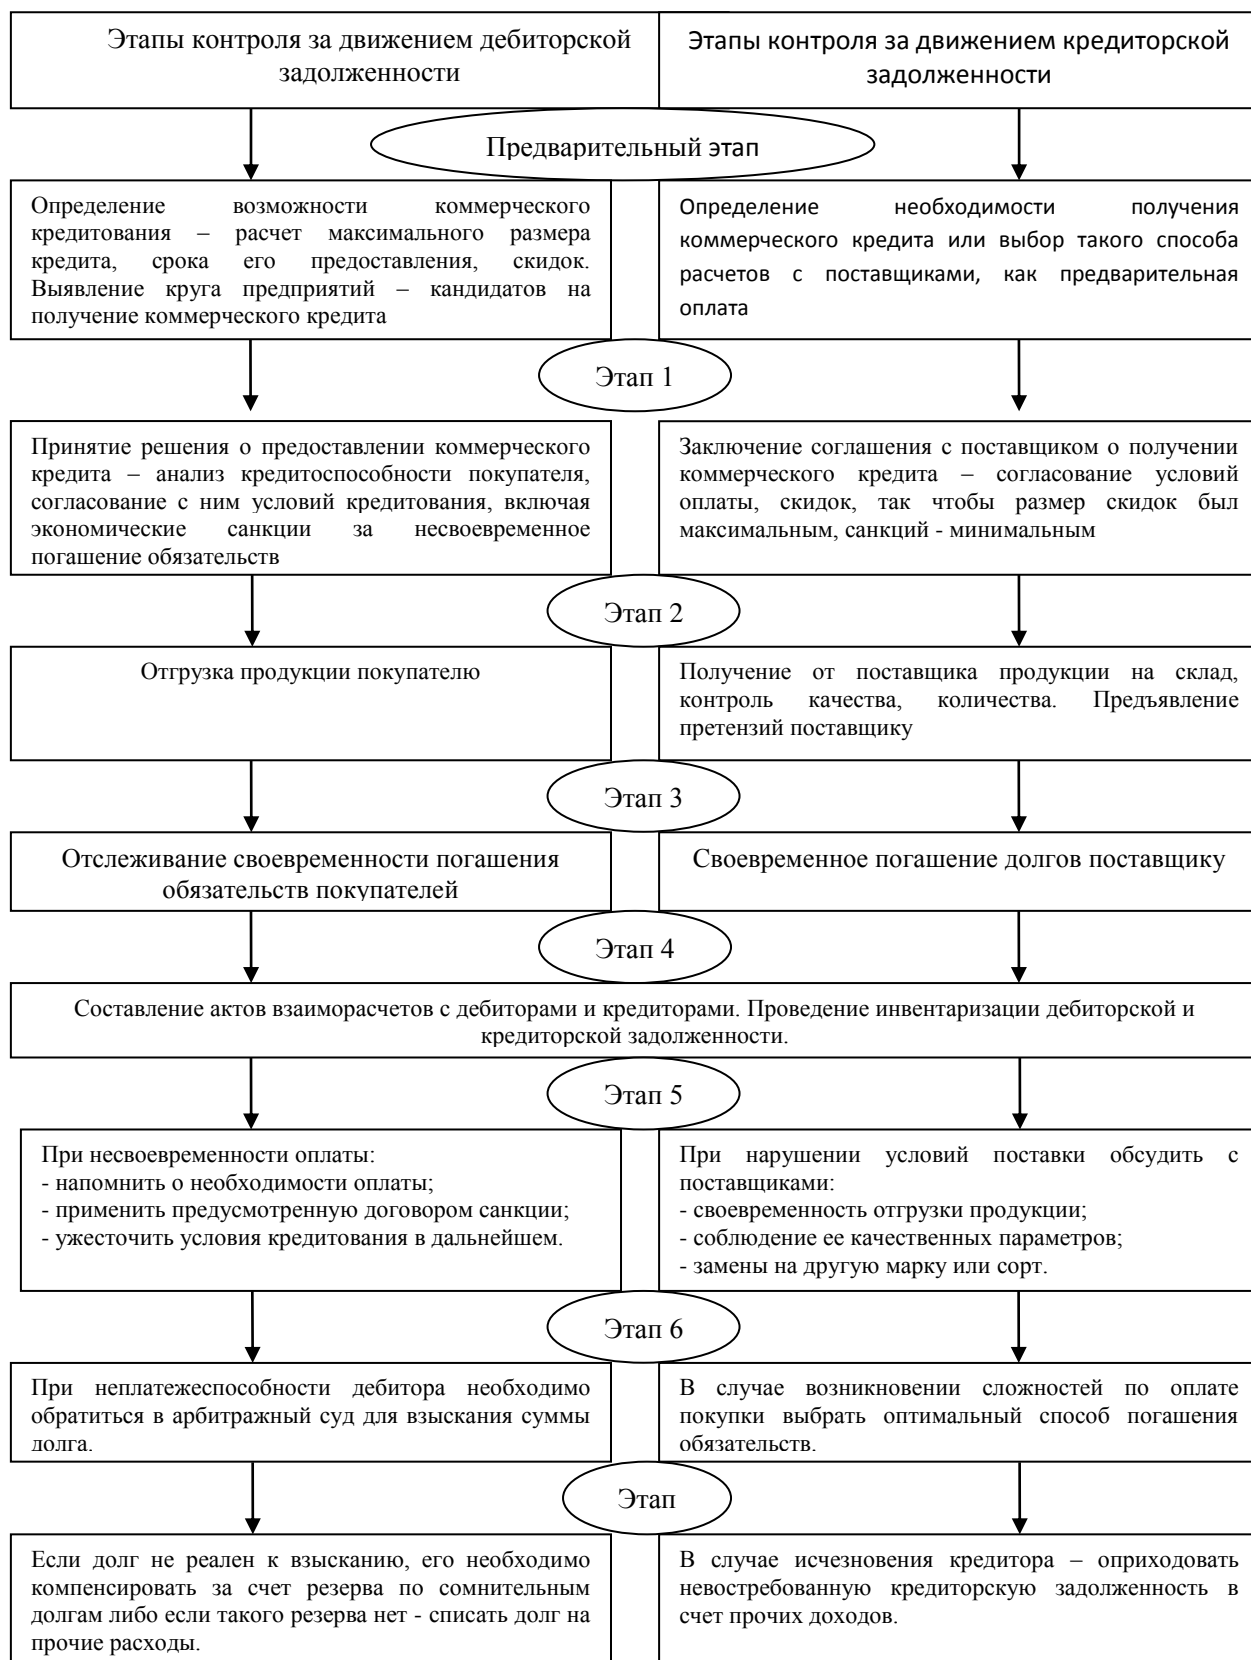 Этапы контроля за движением дебиторской
задолженности
Этапы контроля за движением кредиторской
задолженности
Предварительный этап
Определение возможности коммерческого
кредитования – расчет максимального размера
кредита, срока его предоставления, скидок.
Выявление круга предприятий – кандидатов на
получение коммерческого кредита
Определение необходимости получения
коммерческого кредита или выбор такого способа
расчетов с поставщиками, как предварительная
оплата
Этап 1
Принятие решения о предоставлении коммерческого
кредита – анализ кредитоспособности покупателя,
согласование с ним условий кредитования, включая
экономические санкции за несвоевременное
погашение обязательств
Заключение соглашения с поставщиком о получении
коммерческого кредита – согласование условий
оплаты, скидок, так чтобы размер скидок был
максимальным, санкций - минимальным
Этап 2
Отгрузка продукции покупателю
Получение от поставщика продукции на склад,
контроль качества, количества. Предъявление
претензий поставщику
Этап 3
Отслеживание своевременности погашения
обязательств покупателей
Своевременное погашение долгов поставщику
Этап 4
Составление актов взаиморасчетов с дебиторами и кредиторами. Проведение инвентаризации дебиторской и
кредиторской задолженности.
Этап 5
При несвоевременности оплаты:
- напомнить о необходимости оплаты;
- применить предусмотренную договором санкции;
- ужесточить условия кредитования в дальнейшем.
При нарушении условий поставки обсудить с
поставщиками:
- своевременность отгрузки продукции;
- соблюдение ее качественных параметров;
- замены на другую марку или сорт.
Этап 6
При неплатежеспособности дебитора необходимо
обратиться в арбитражный суд для взыскания суммы
долга.
В случае возникновении сложностей по оплате
покупки выбрать оптимальный способ погашения
обязательств.
Этап
Если долг не реален к взысканию, его необходимо
компенсировать за счет резерва по сомнительным
долгам либо если такого резерва нет - списать долг на
прочие расходы.
В случае исчезновения кредитора – оприходовать
невостребованную кредиторскую задолженность в
счет прочих доходов.